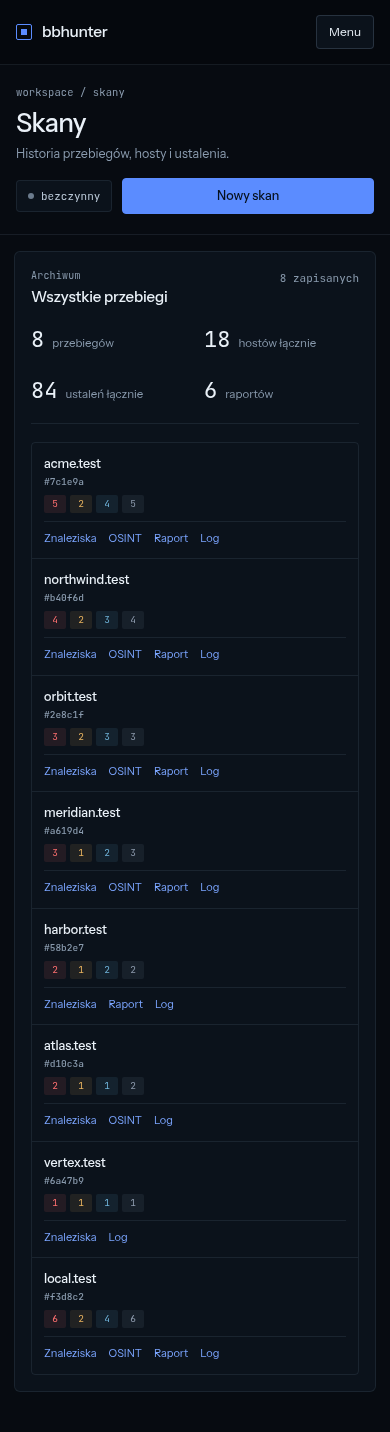 bbhunter
Menu
workspace / skany
Skany
Historia przebiegów, hosty i ustalenia.
bezczynny
Nowy skan
Archiwum
8 zapisanych
Wszystkie przebiegi
8 przebiegów
18 hostów łącznie
84 ustaleń łącznie
6 raportów
acme.test
#7c1e9a
5 2 4 5
Znaleziska OSINT Raport Log
northwind.test
#b40f6d
4 2 3 4
Znaleziska OSINT Raport Log
orbit.test
#2e8c1f
3 2 3 3
Znaleziska OSINT Raport Log
meridian.test
#a619d4
3 1 2 3
Znaleziska OSINT Raport Log
harbor.test
#58b2e7
2 1 2 2
Znaleziska Raport Log
atlas.test
#d10c3a
2 1 1 2
Znaleziska OSINT Log
vertex.test
#6a47b9
1 1 1 1
Znaleziska Log
local.test
#f3d8c2
6 2 4 6
Znaleziska OSINT Raport Log